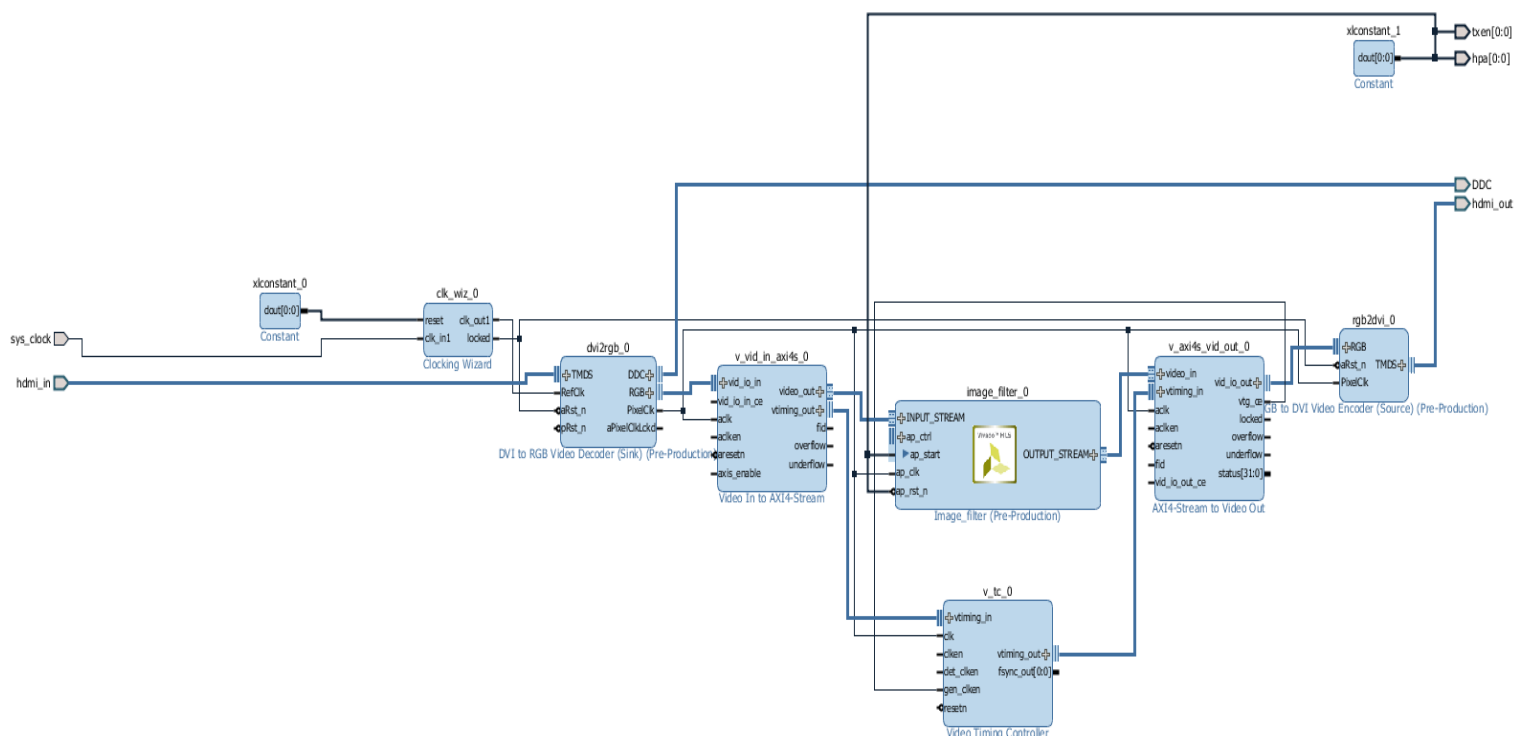 xlconstant_1
dout[0:0]
Constant
txen[0:0]
hpa[0:0]
DDC
hdmi_out
sys_clock
hdmi_in
xlconstant_0
dout[0:0]
Constant
clk_wiz_0
reset
clk_in1
clk_out1
locked
Clocking Wizard
dvi2rgb_0
TMDS
RefClk
aRst_n
pRst_n
DDC
RGB
PixelClk
aPixelClkLckd
DVI to RGB Video Decoder (Sink) (Pre-Production
v_vid_in_axi4s_0
vid_io_in
vid_io_in_ce
aclk
aclken
aresetn
axis_enable
video_out
vtiming_out
fid
overflow
underflow
Video In to AXI4-Stream
image_filter_0
INPUT_STREAM
ap_ctrl
ap_start
ap_clk
ap_rst_n
Vivado™ HLS
OUTPUT_STREAM
Image_filter (Pre-Production)
v_tc_0
vtiming_in
clk
clken
det_clken
gen_clken
resetn
vtiming_out
fsync_out[0:0]
Video Timing Controller
v_axi4s_vid_out_0
video_in
vtiming_in
aclk
aclken
aresetn
fid
vid_io_out_ce
vid_io_out
vtg_ce
locked
overflow
underflow
status[31:0]
AXI4-Stream to Video Out
rgb2dvi_0
RGB
aRst_n
PixelClk
TMDS
GB to DVI Video Encoder (Source) (Pre-Production)